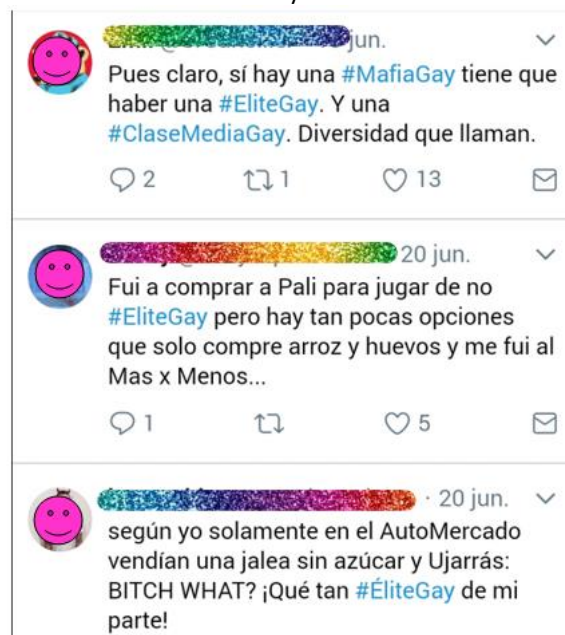 jun.
Pues claro, sí hay una #MafiaGay tiene que
haber una #EliteGay. Y una
#ClaseMediaGay. Diversidad que llaman.
2 1 13
20 jun.
Fui a comprar a Pali para jugar de no
#EliteGay pero hay tan pocas opciones
que solo compre arroz y huevos y me fui al
Mas x Menos...
1 5
· 20 jun.
según yo solamente en el AutoMercado
vendían una jalea sin azúcar y Ujarrás:
BITCH WHAT? ¡Qué tan #ÉliteGay de mi
parte!